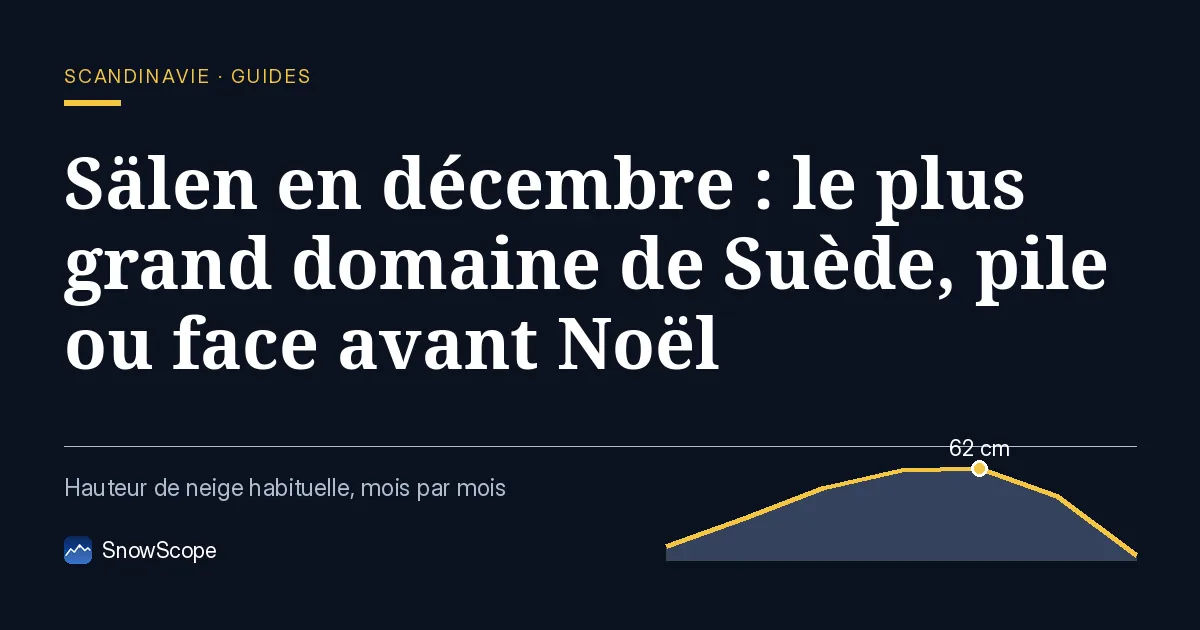 SCANDINAVIE · GUIDES
Sälen en décembre : le plus
grand domaine de Suède, pile
ou face avant Noël
62 cm
Hauteur de neige habituelle, mois par mois
SnowScope